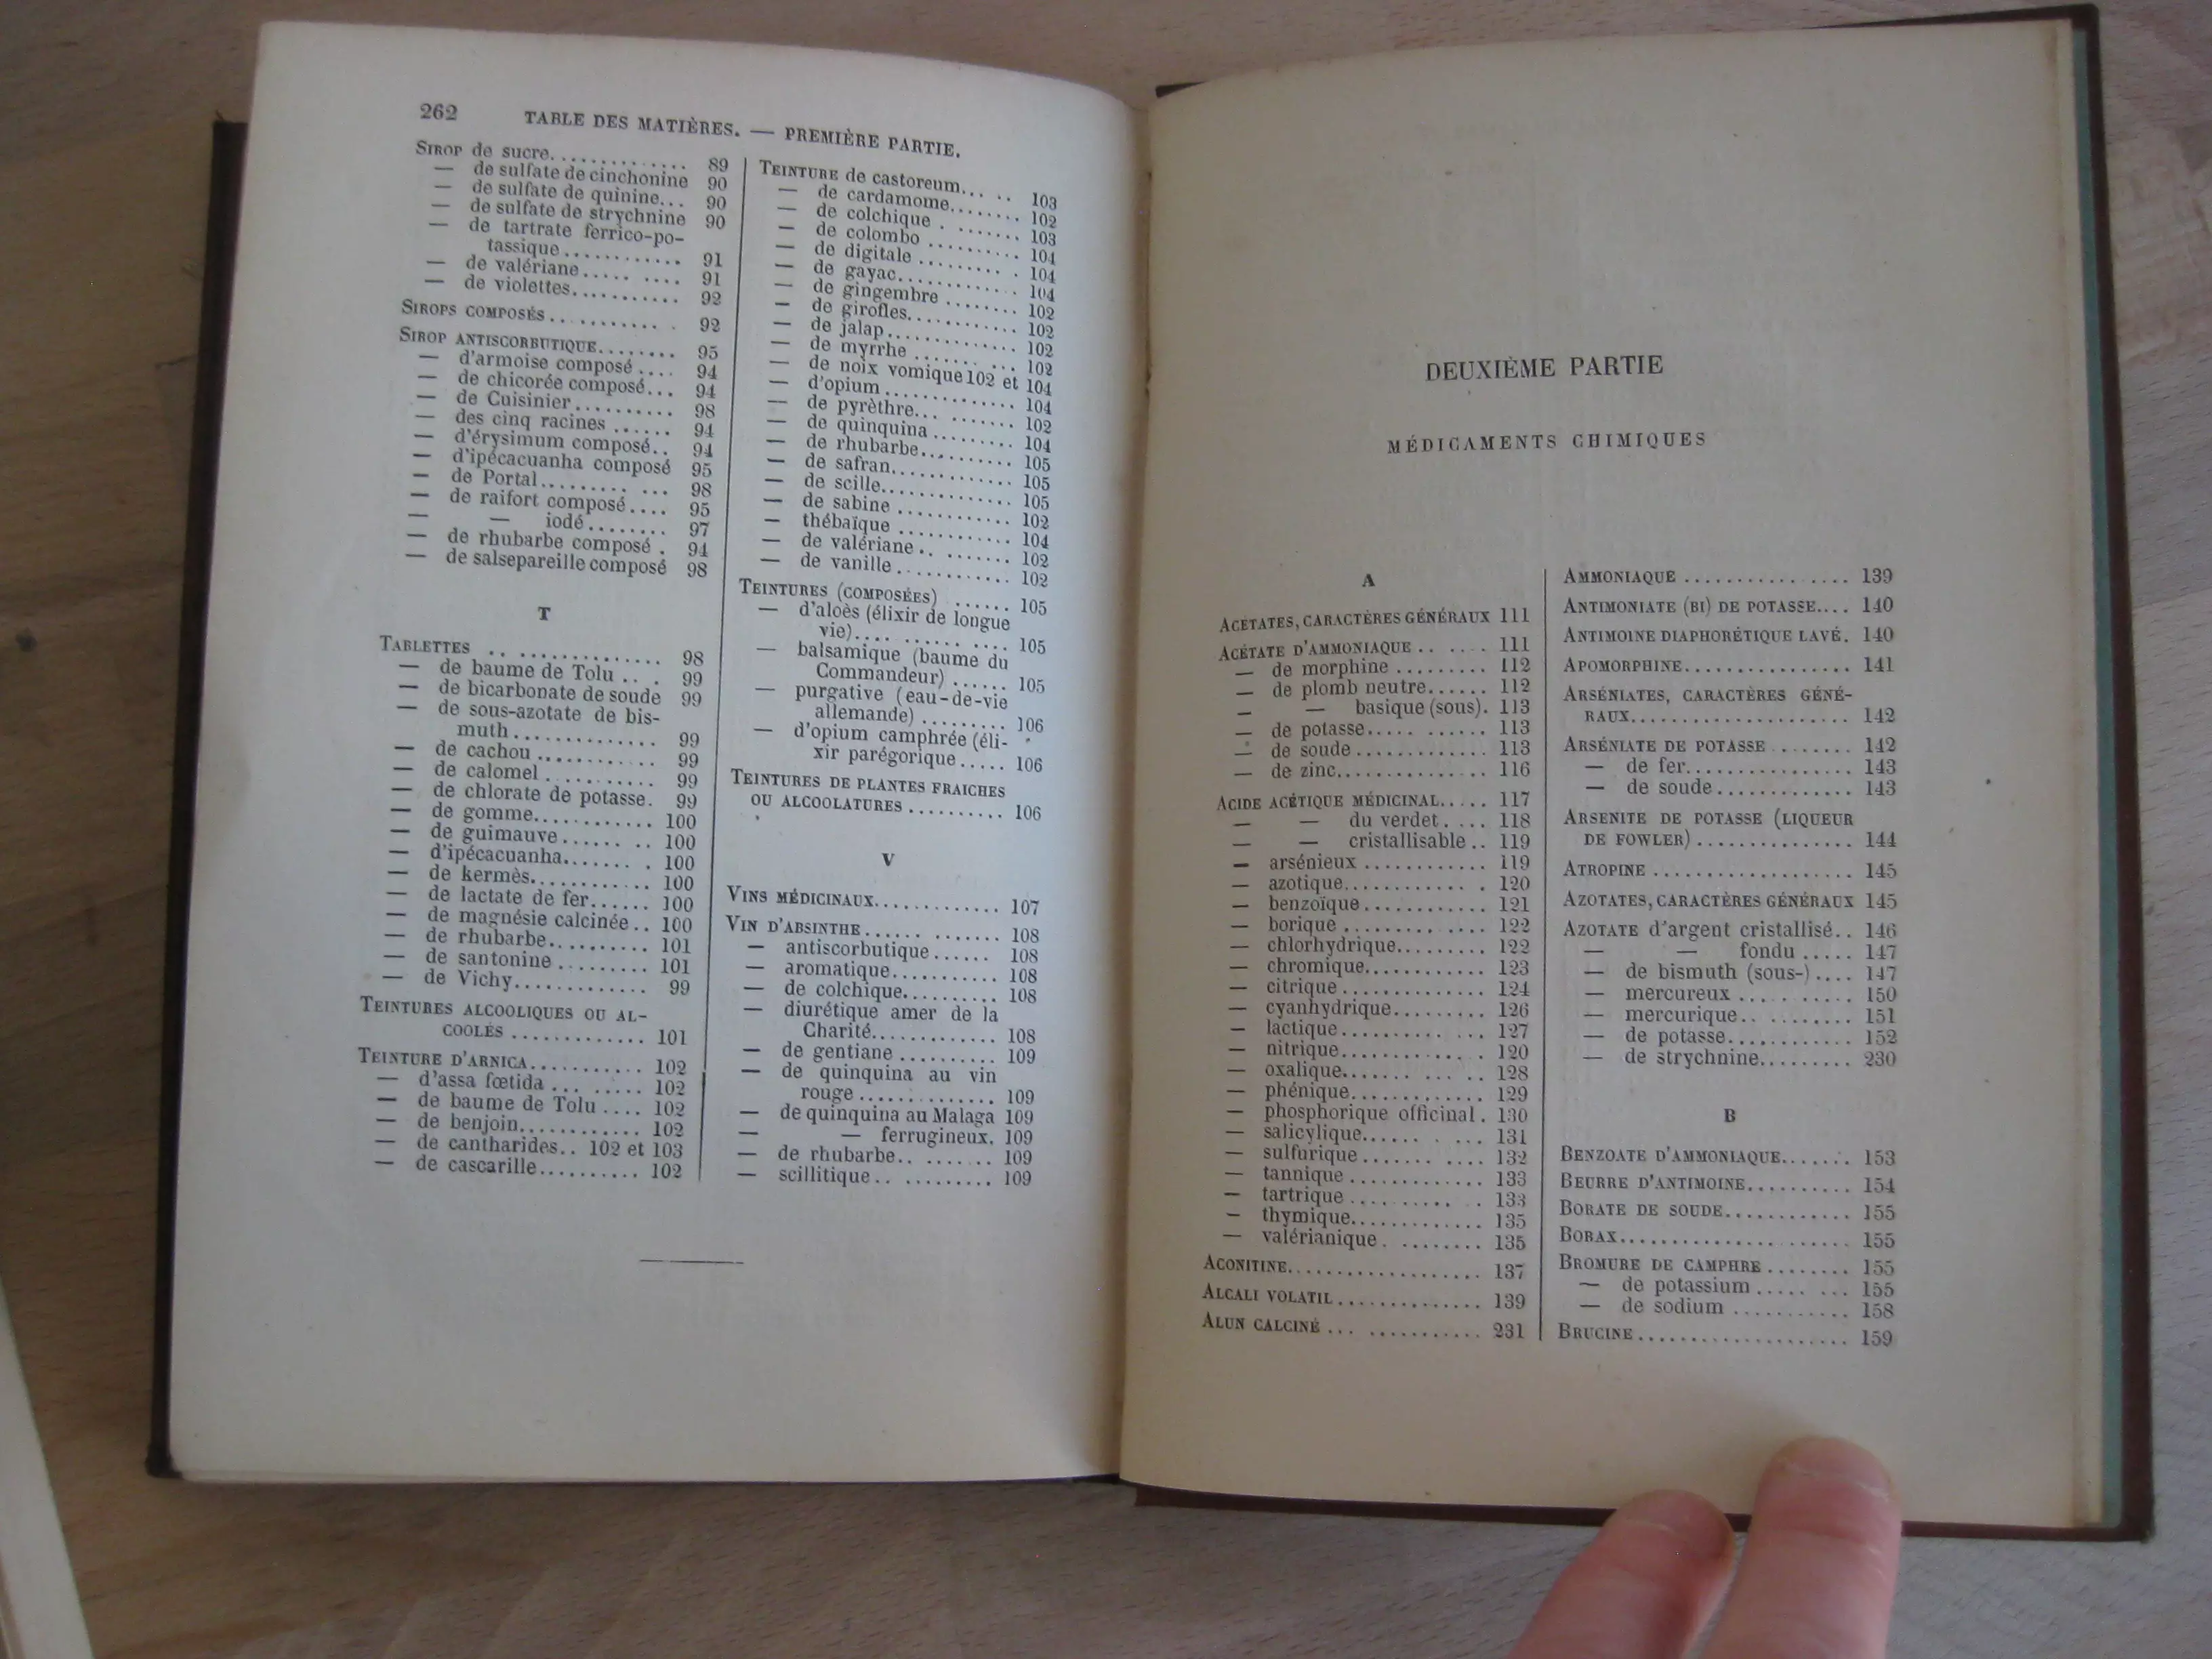 262 TABLE DES MATIÈRES. — PREMIÈRE PARTIE.
SIROP de sucre.............. 89
— de sulfate de cinchonine 90
— de sulfate de quinine... 90
— de sulfate de strychnine 90
— de tartrate ferrico-po-
tassique............ 91
— de valériane......... 91
— de violettes........... 92
SIROPS COMPOSÉS............ 92
SIROP ANTISCORBUTIQUE........ 95
— d'armoise composé.... 94
— de chicorée composé... 94
— de Cuisinier.......... 98
— des cinq racines...... 94
— d'érysimum composé.. 94
— d'ipécacuanha composé 95
— de Portal............ 98
— de raifort composé.... 95
— — iodé........ 97
— de rhubarbe composé. 94
— de salsepareille composé 98
T
TABLETTES................. 98
— de baume de Tolu... 99
— de bicarbonate de soude 99
— de sous-azotate de bis-
muth.............. 99
— de cachou............ 99
— de calomel.......... 99
— de chlorate de potasse. 99
— de gomme............ 100
— de guimauve........ 100
— d'ipécacuanha........ 100
— de kermès............ 100
— de lactate de fer...... 100
— de magnésie calcinée.. 100
— de rhubarbe.......... 101
— de santonine......... 101
— de Vichy............. 99
TEINTURES ALCOOLIQUES OU AL-
COOLÉS............. 101
TEINTURE D'ARNICA........... 102
— d'assa fœtida........ 102
— de baume de Tolu.... 102
— de benjoin............ 102
— de cantharides.. 102 et 103
— de cascarille.......... 102
TEINTURE de castoreum..... 103
— de cardamome........ 102
— de colchique........ 103
— de colombo.......... 104
— de digitale.......... 104
— de gayac............. 104
— de gingembre........ 102
— de girofles............ 102
— de jalap.............. 102
— de myrrhe.......... 102
— de noix vomique 102 et 104
— d'opium.............. 104
— de pyrèthre.......... 102
— de quinquina......... 104
— de rhubarbe.......... 105
— de safran............. 105
— de scille.............. 105
— de sabine............ 102
— thébaïque............ 104
— de valériane......... 102
— de vanille............ 102
TEINTURES (COMPOSÉES)...... 105
— d'aloès (élixir de longue
vie)............ 105
— balsamique (baume du
Commandeur)...... 105
— purgative (eau-de-vie
allemande)......... 106
— d'opium camphrée (éli-
xir parégorique..... 106
TEINTURES DE PLANTES FRAICHES
OU ALCOOLATURES.......... 106
V
VINS MÉDICINAUX............. 107
VIN D'ABSINTHE............. 108
— antiscorbutique...... 108
— aromatique........... 108
— de colchique.......... 108
— diurétique amer de la
Charité............. 108
— de gentiane.......... 109
— de quinquina au vin
rouge.............. 109
— de quinquina au Malaga 109
— — ferrugineux. 109
— de rhubarbe......... 109
— scillitique........... 109
DEUXIÈME PARTIE
MÉDICAMENTS CHIMIQUES
A
ACÉTATES, CARACTÈRES GÉNÉRAUX 111
ACÉTATE D'AMMONIAQUE...... 111
— de morphine......... 112
— de plomb neutre...... 112
— — basique (sous). 113
— de potasse........... 113
— de soude............. 113
— de zinc............... 116
ACIDE ACÉTIQUE MÉDICINAL..... 117
— — du verdet.... 118
— — cristallisable.. 119
— arsénieux............ 119
— azotique............. 120
— benzoïque............ 121
— borique.............. 122
— chlorhydrique......... 122
— chromique............ 123
— citrique.............. 124
— cyanhydrique......... 126
— lactique............. 127
— nitrique............. 120
— oxalique............ 128
— phénique............. 129
— phosphorique officinal. 130
— salicylique.......... 131
— sulfurique........... 132
— tannique............. 133
— tartrique........... 133
— thymique............. 135
— valérianique......... 135
ACONITINE................... 137
ALCALI VOLATIL.............. 139
ALUN CALCINÉ.............. 231
AMMONIAQUE................ 139
ANTIMONIATE (BI) DE POTASSE.... 140
ANTIMOINE DIAPHORÉTIQUE LAVÉ. 140
APOMORPHINE................ 141
ARSÉNIATES, CARACTÈRES GÉNÉ-
RAUX...................... 142
ARSÉNIATE DE POTASSE........ 142
— de fer................ 143
— de soude............. 143
ARSENITE DE POTASSE (LIQUEUR
DE FOWLER)............... 144
ATROPINE................... 145
AZOTATES, CARACTÈRES GÉNÉRAUX 145
AZOTATE d'argent cristallisé.. 146
— — fondu..... 147
— de bismuth (sous-).... 147
— mercureux.......... 150
— mercurique.......... 151
— de potasse............ 152
— de strychnine......... 230
B
BENZOATE D'AMMONIAQUE....... 153
BEURRE D'ANTIMOINE.......... 154
BORATE DE SOUDE............ 155
BORAX...................... 155
BROMURE DE CAMPHRE........ 155
— de potassium........ 155
— de sodium........... 158
BRUCINE.................... 159